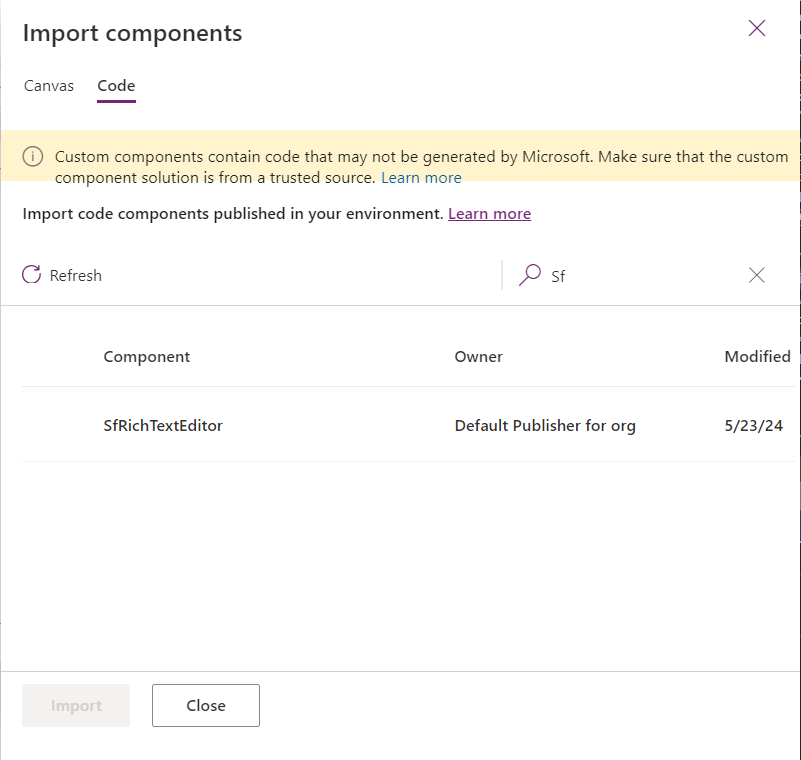 Import components
Canvas Code
Custom components contain code that may not be generated by Microsoft. Make sure that the custom
component solution is from a trusted source. Learn more
Import code components published in your environment. Learn more
Refresh Sf
Component Owner Modified
SfRichTextEditor Default Publisher for org 5/23/24
Import Close